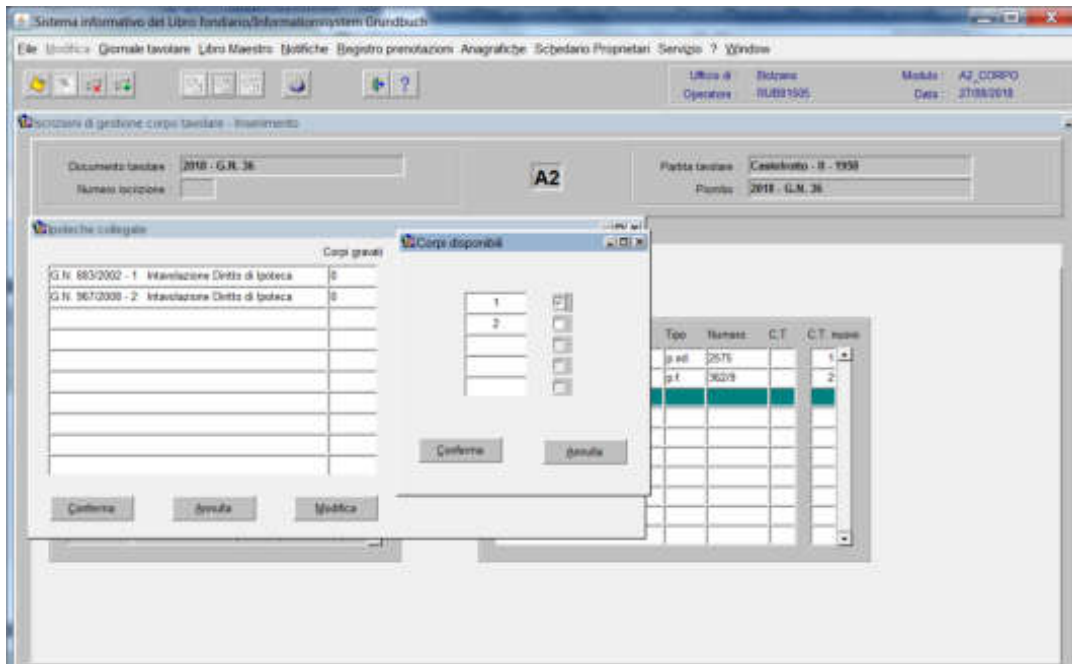 Sistema informativo del Libro fondiario/Informationsystem Grundbuch
File Modifica Giornale tavolare Libro Maestro Notifiche Registro prenotazioni Anagrafiche Schedario Proprietari Servizio ? Window
Ufficio di Bolzano Modulo : A2_CORPO
Operatore RUB91505 Data : 27/08/2018
Iscrizioni di gestione corpo tavolare - Inserimento
Documento tavolare 2018 - G.N. 36
Numero iscrizione
A2
Partita tavolare Castelrotto - II - 1958
Piombo 2018 - G.N. 36
Ipoteche collegate
Corpi gravati
G.N. 883/2002 - 1 Intavolazione Diritto di Ipoteca 0
G.N. 967/2008 - 2 Intavolazione Diritto di Ipoteca 0
Conferma Annulla Modifica
Corpi disponibili
1
2
Conferma Annulla
Tipo Numero C.T. C.T. nuovo
p.ed 2575 1
p.f. 362/9 2